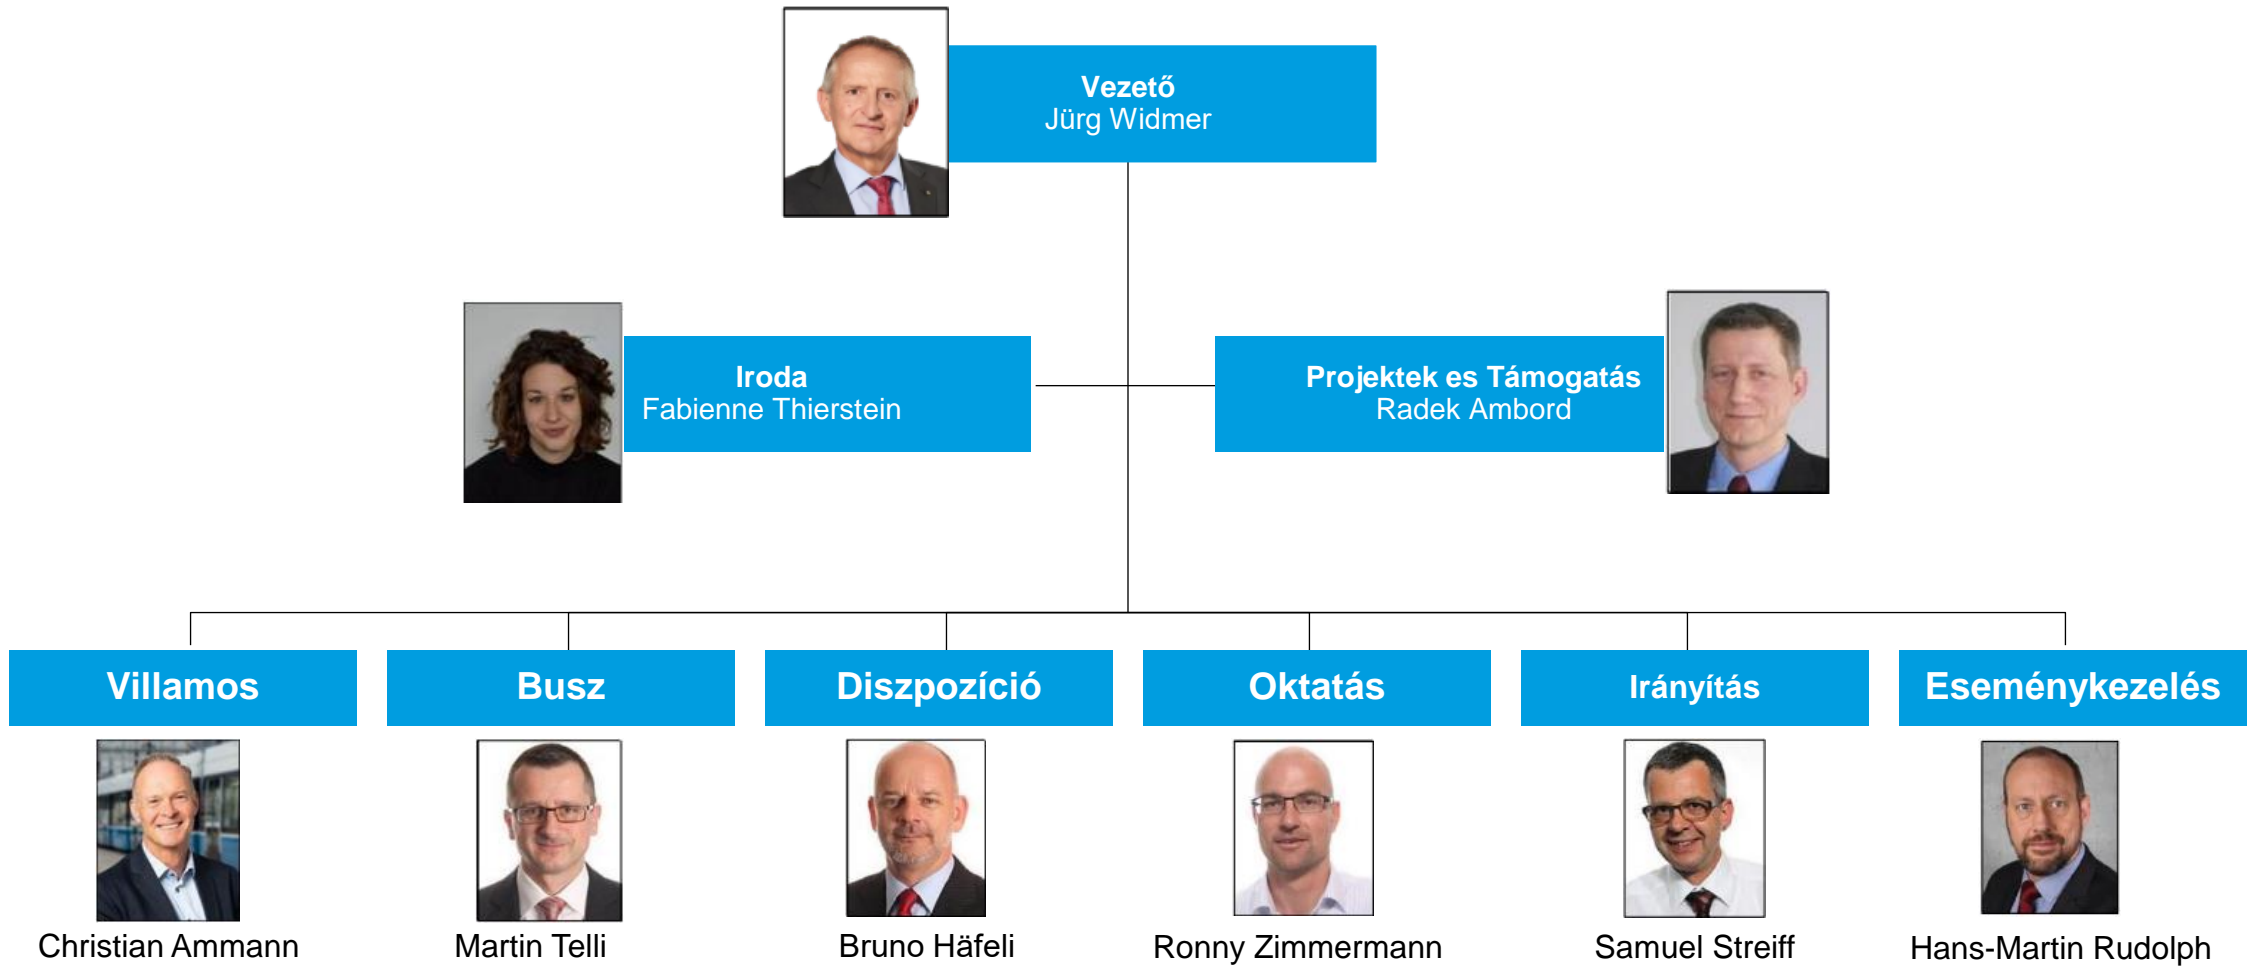 Vezető
Jürg Widmer
Iroda
Fabienne Thierstein
Projektek es Támogatás
Radek Ambord
Villamos
Busz
Diszpozíció
Oktatás
Irányítás
Eseménykezelés
Christian Ammann
Martin Telli
Bruno Häfeli
Ronny Zimmermann
Samuel Streiff
Hans-Martin Rudolph